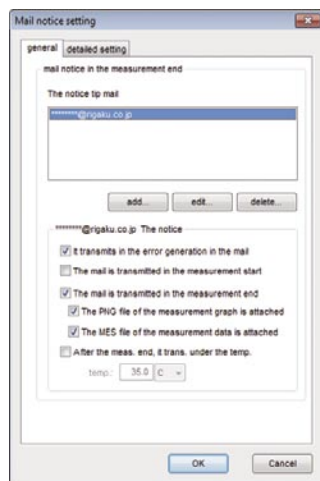 Mail notice setting
general
detailed setting
mail notice in the measurement end
The notice tip mail
********@rigaku.co.jp
add...
edit...
delete...
********@rigaku.co.jp The notice
It transmits in the error generation in the mail
The mail is transmitted in the measurement start
The mail is transmitted in the measurement end
The PNG file of the measurement graph is attached
The MES file of the measurement data is attached
After the meas. end, it trans. under the temp.
temp.: 35.0 C
OK
Cancel